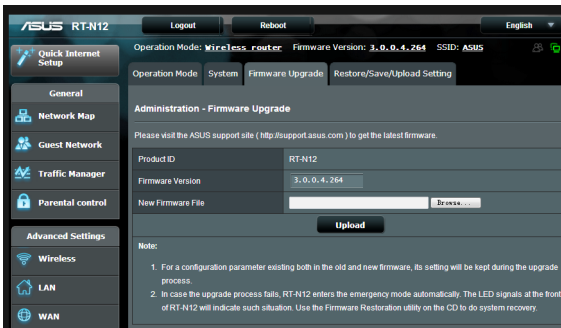 ASUS RT-N12 Logout Reboot English
Quick Internet Setup
Operation Mode: Wireless router Firmware Version: 3.0.0.4.264 SSID: ASUS
Operation Mode System Firmware Upgrade Restore/Save/Upload Setting
General
Network Map
Guest Network
Traffic Manager
Parental control
Advanced Settings
Wireless
LAN
WAN
Administration - Firmware Upgrade
Please visit the ASUS support site ( http://support.asus.com ) to get the latest firmware.
Product ID RT-N12
Firmware Version 3.0.0.4.264
New Firmware File Browse...
Upload
Note:
1. For a configuration parameter existing both in the old and new firmware, its setting will be kept during the upgrade
process.
2. In case the upgrade process fails, RT-N12 enters the emergency mode automatically. The LED signals at the front
of RT-N12 will indicate such situation. Use the Firmware Restoration utility on the CD to do system recovery.